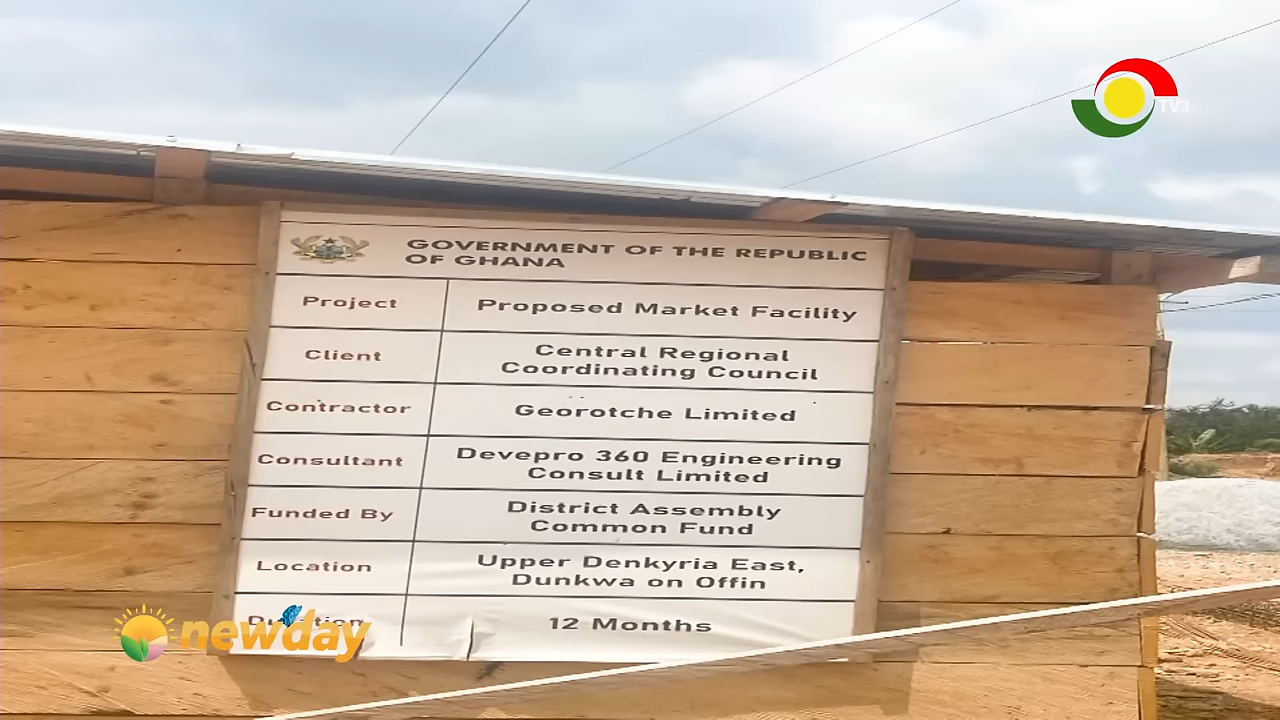 TV3
GOVERNMENT OF THE REPUBLIC
OF GHANA
Project
Proposed Market Facility
Client
Central Regional
Coordinating Council
Contractor
Georotche Limited
Consultant
Devepro 360 Engineering
Consult Limited
Funded By
District Assembly
Common Fund
Location
Upper Denkyria East,
Dunkwa on Offin
Duration
12 Months
newday